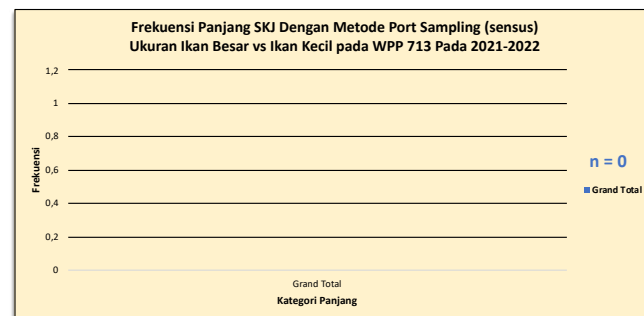 Frekuensi Panjang SKJ Dengan Metode Port Sampling (sensus)
Ukuran Ikan Besar vs Ikan Kecil pada WPP 713 Pada 2021-2022
1,2
1
0,8
0,6
0,4
0,2
0
Frekuensi
Grand Total
Kategori Panjang
n = 0
Grand Total